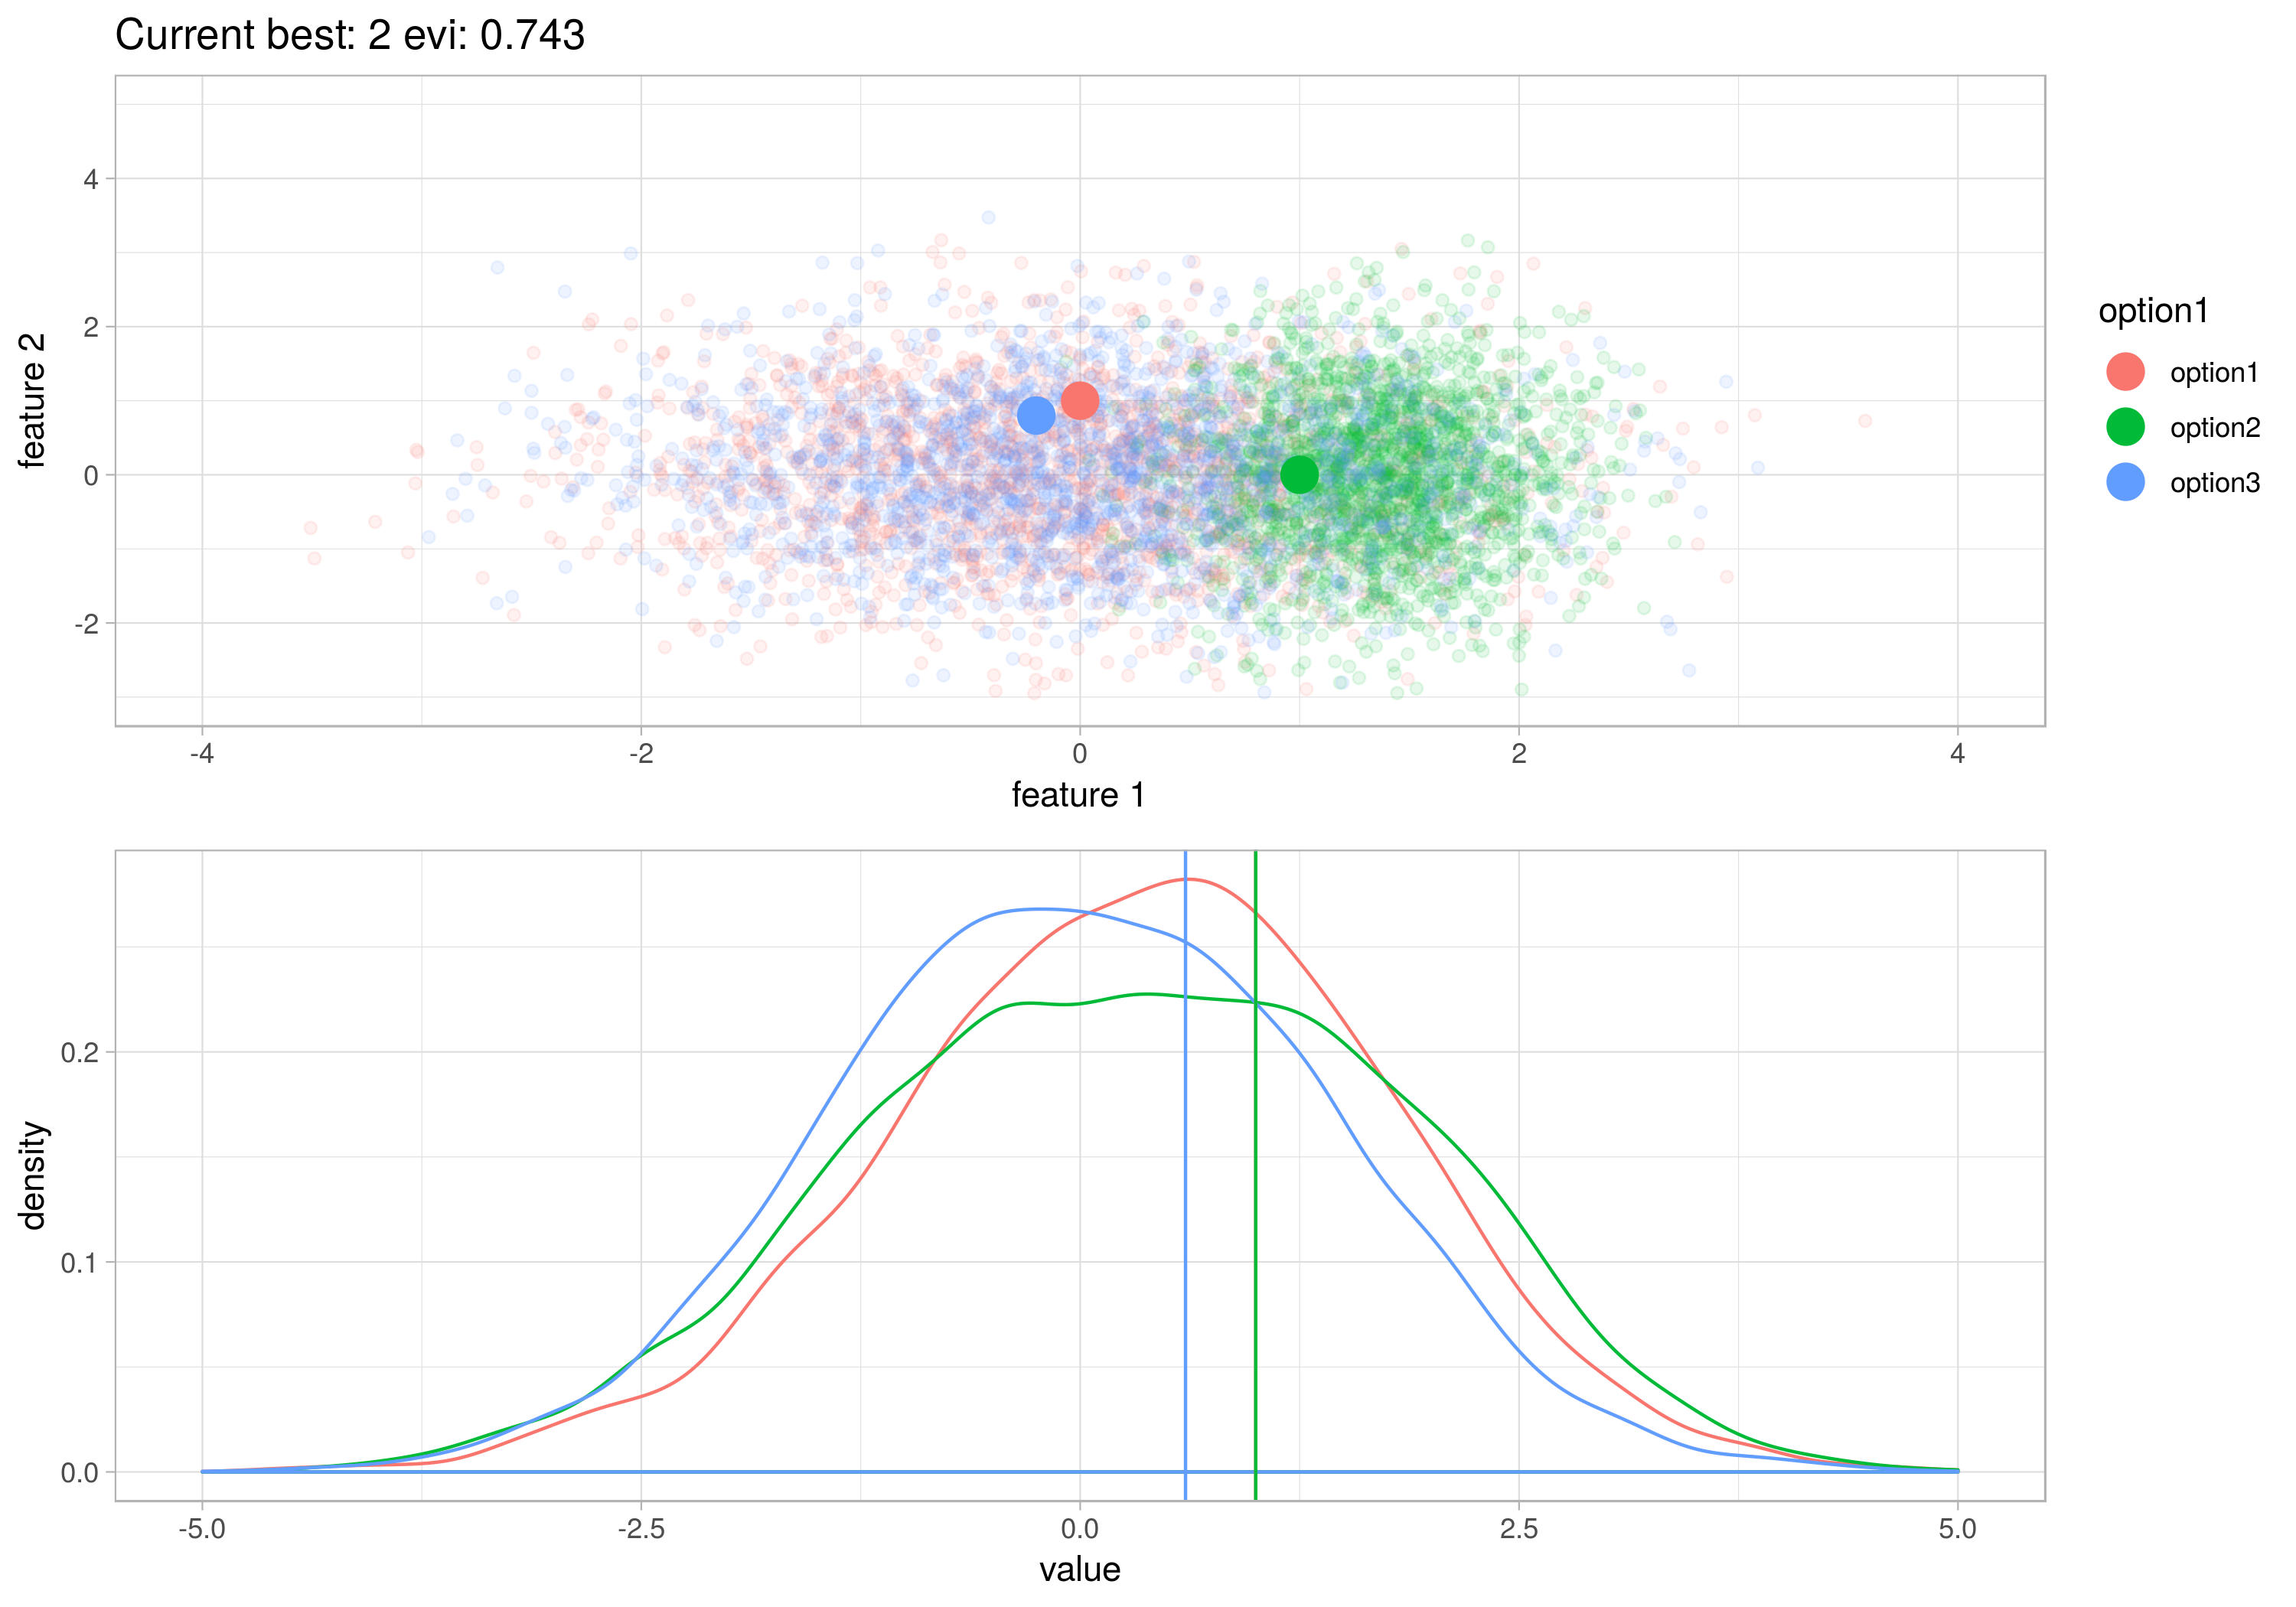 Current best: 2 evi: 0.743
4
2
0
-2
feature 2
-4
-2
0
2
4
feature 1
option1
option1
option2
option3
0.2
0.1
0.0
density
-5.0
-2.5
0.0
2.5
5.0
value